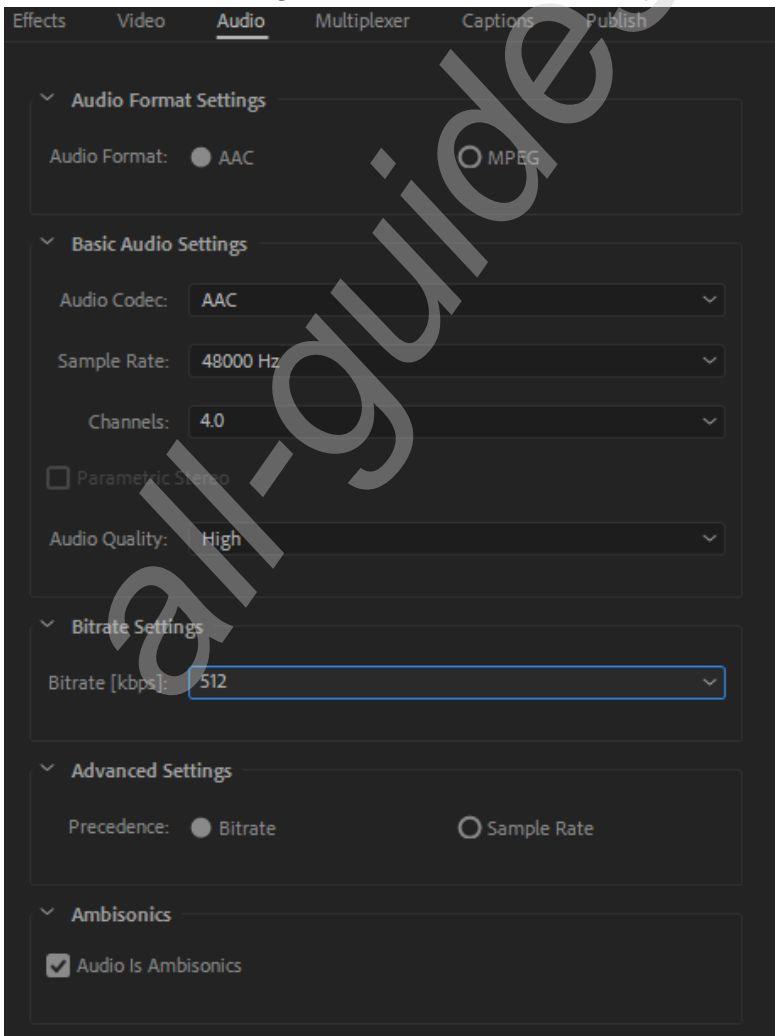 Effects Video Audio Multiplexer Captions Publish
Audio Format Settings
Audio Format: AAC MPEG
Basic Audio Settings
Audio Codec: AAC
Sample Rate: 48000 Hz
Channels: 4.0
Parametric Stereo
Audio Quality: High
Bitrate Settings
Bitrate [kbps]: 512
Advanced Settings
Precedence: Bitrate Sample Rate
Ambisonics
Audio Is Ambisonics
all-guides